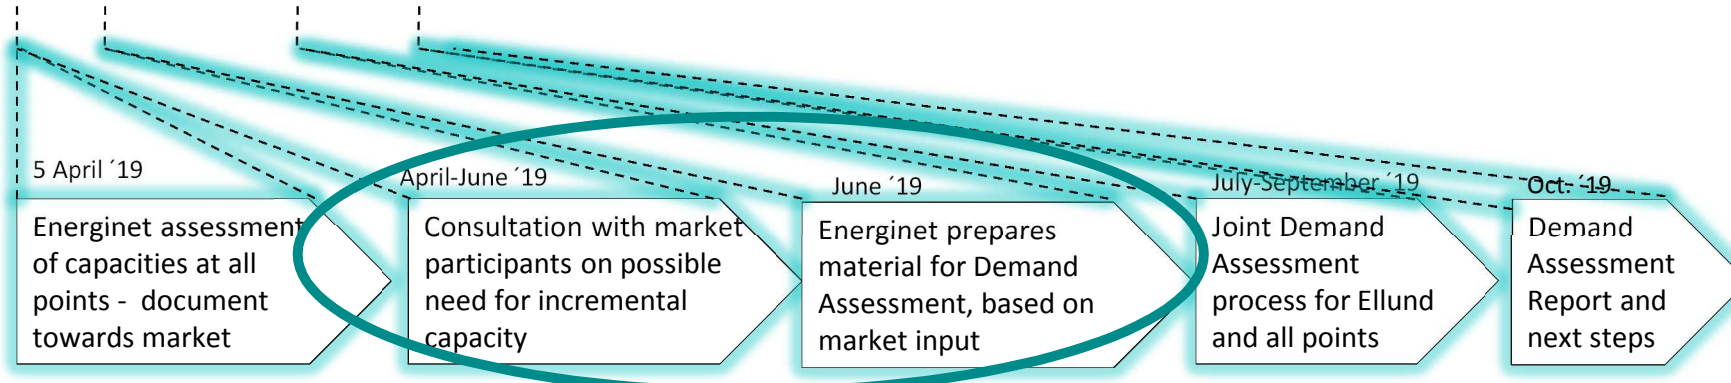 5 April ´19
Energinet assessment
of capacities at all
points - document
towards market
April-June ´19
Consultation with market
participants on possible
need for incremental
capacity
June ´19
Energinet prepares
material for Demand
Assessment, based on
market input
July-September ´19
Joint Demand
Assessment
process for Ellund
and all points
Oct. ´19
Demand
Assessment
Report and
next steps